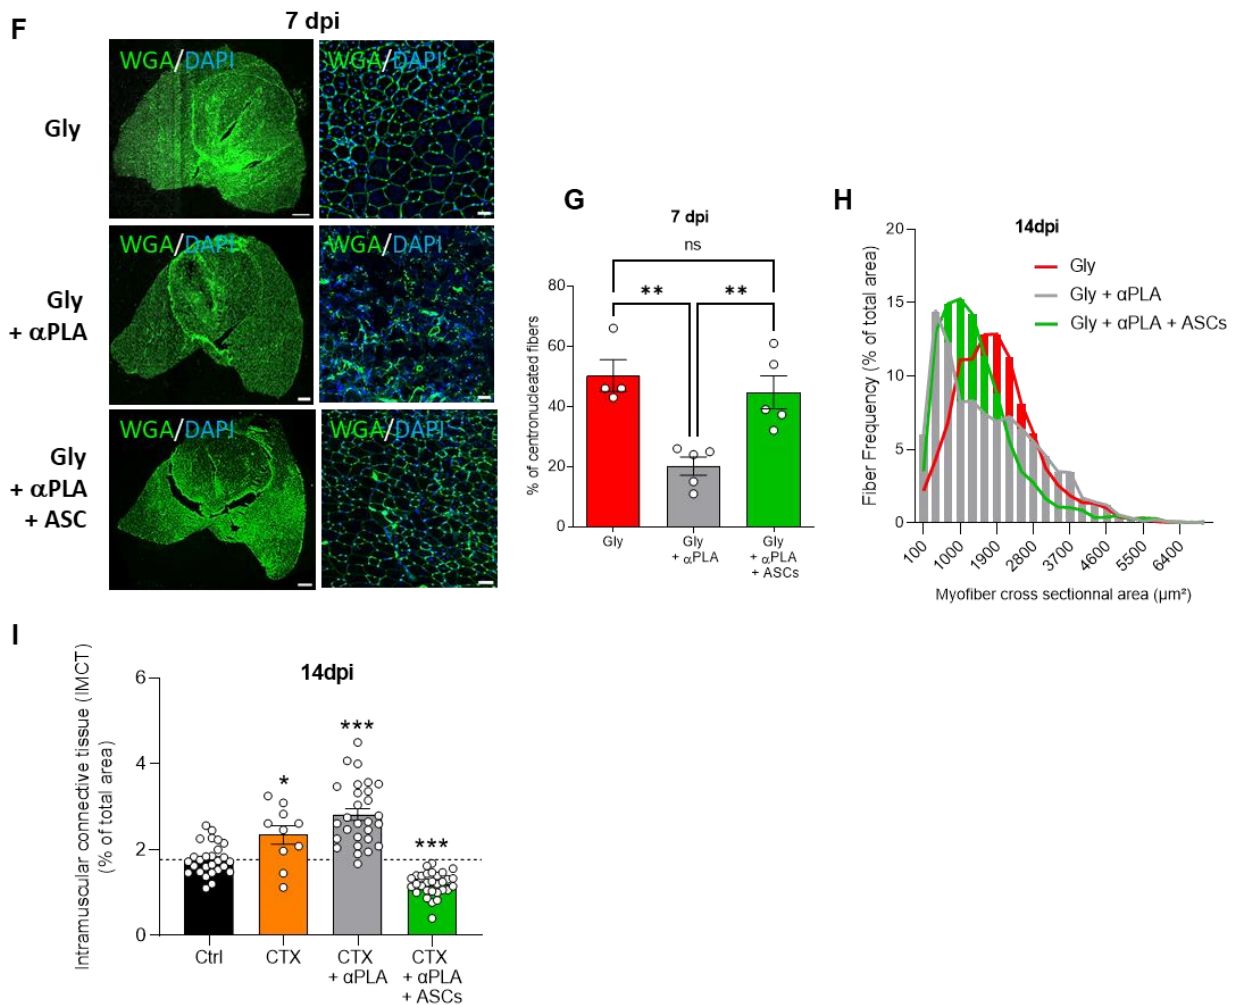 F
7 dpi
Gly
WGA/DAPI
WGA/DAPI
Gly
+ αPLA
WGA/DAPI
WGA/DAPI
Gly
+ αPLA
+ ASC
WGA/DAPI
WGA/DAPI
G
7 dpi
ns
**
**
% of centronucleated fibers
80
60
40
20
0
Gly
Gly
+ αPLA
Gly
+ αPLA
+ ASCs
H
14dpi
Gly
Gly + αPLA
Gly + αPLA + ASCs
Fiber Frequency (% of total area)
20
15
10
5
0
100
1000
1900
2800
3700
4600
5500
6400
Myofiber cross sectionnal area (µm²)
I
14dpi
Intramuscular connective tissue (IMCT)
(% of total area)
6
4
2
0
*
***
***
Ctrl
CTX
CTX
+ αPLA
CTX
+ αPLA
+ ASCs